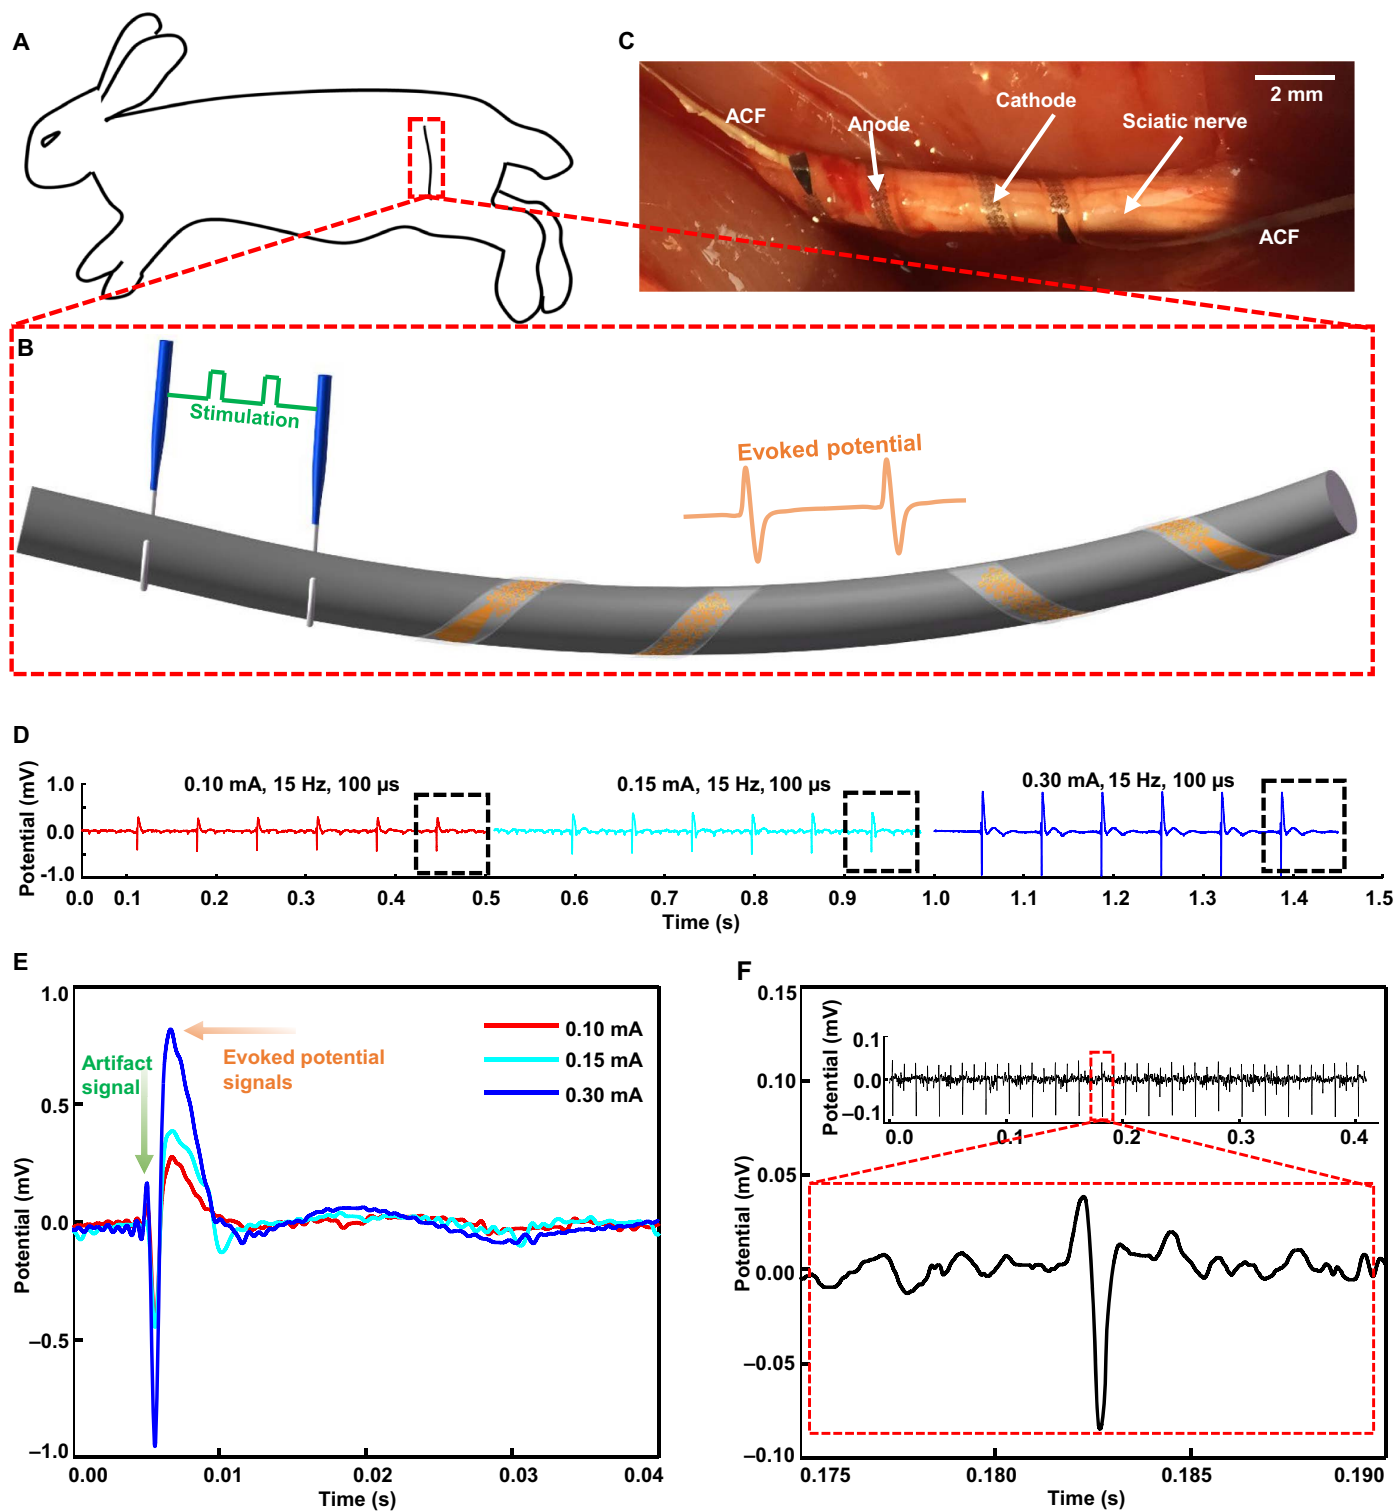 A
C
ACF
Anode
Cathode
Sciatic nerve
2 mm
ACF
B
Stimulation
Evoked potential
D
Potential (mV)
1.0
0.0
-1.0
0.10 mA, 15 Hz, 100 µs
0.15 mA, 15 Hz, 100 µs
0.30 mA, 15 Hz, 100 µs
0.0 0.1 0.2 0.3 0.4 0.5 0.6 0.7 0.8 0.9 1.0 1.1 1.2 1.3 1.4 1.5
Time (s)
E
Potential (mV)
1.0
0.5
0.0
–0.5
–1.0
Artifact
signal
Evoked potential
signals
0.10 mA
0.15 mA
0.30 mA
0.00 0.01 0.02 0.03 0.04
Time (s)
F
Potential (mV)
0.15
0.10
0.05
0.00
–0.05
–0.10
Potential (mV)
0.1
0.0
–0.1
0.0 0.1 0.2 0.3 0.4
0.175 0.180 0.185 0.190
Time (s)